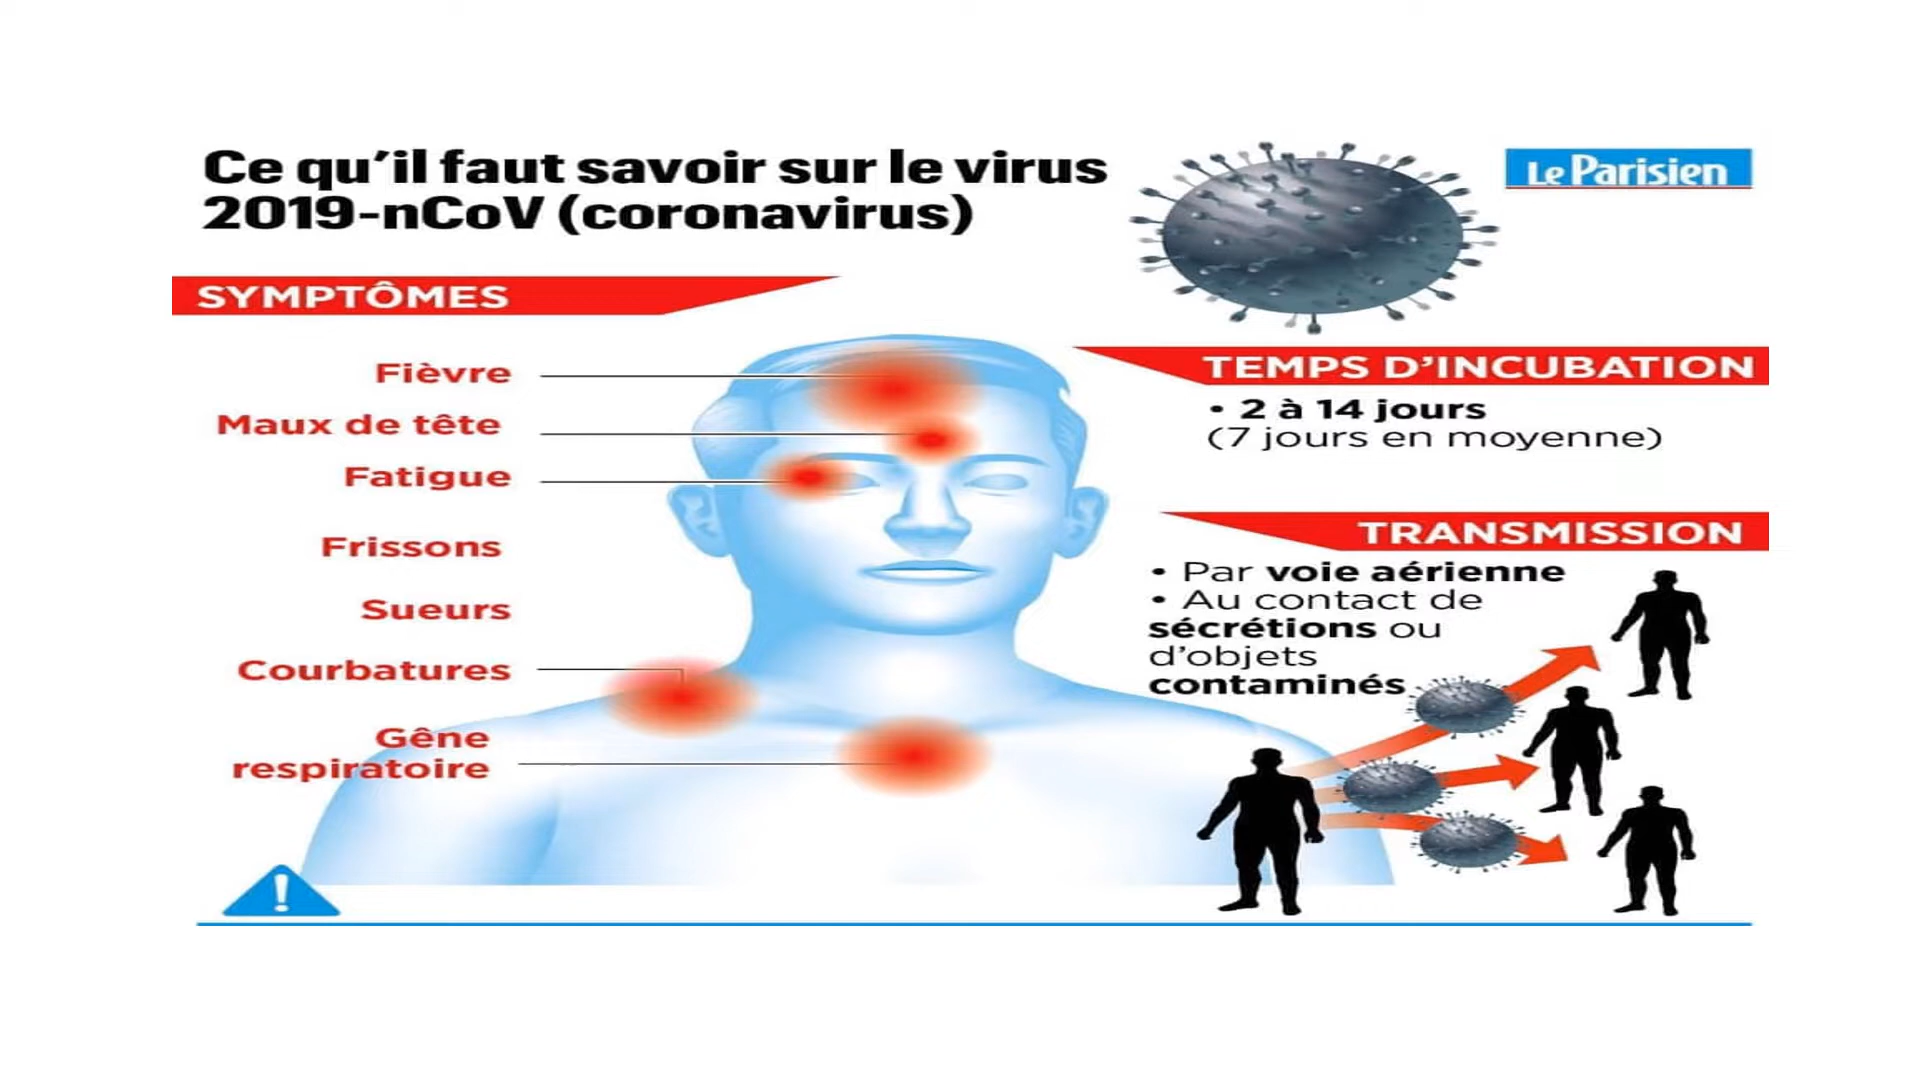 Ce qu'il faut savoir sur le virus
2019-nCoV (coronavirus)
Le Parisien
SYMPTÔMES
Fièvre
Maux de tête
Fatigue
Frissons
Sueurs
Courbatures
Gêne
respiratoire
TEMPS D'INCUBATION
• 2 à 14 jours
(7 jours en moyenne)
TRANSMISSION
• Par voie aérienne
• Au contact de
sécrétions ou
d'objets
contaminés
!